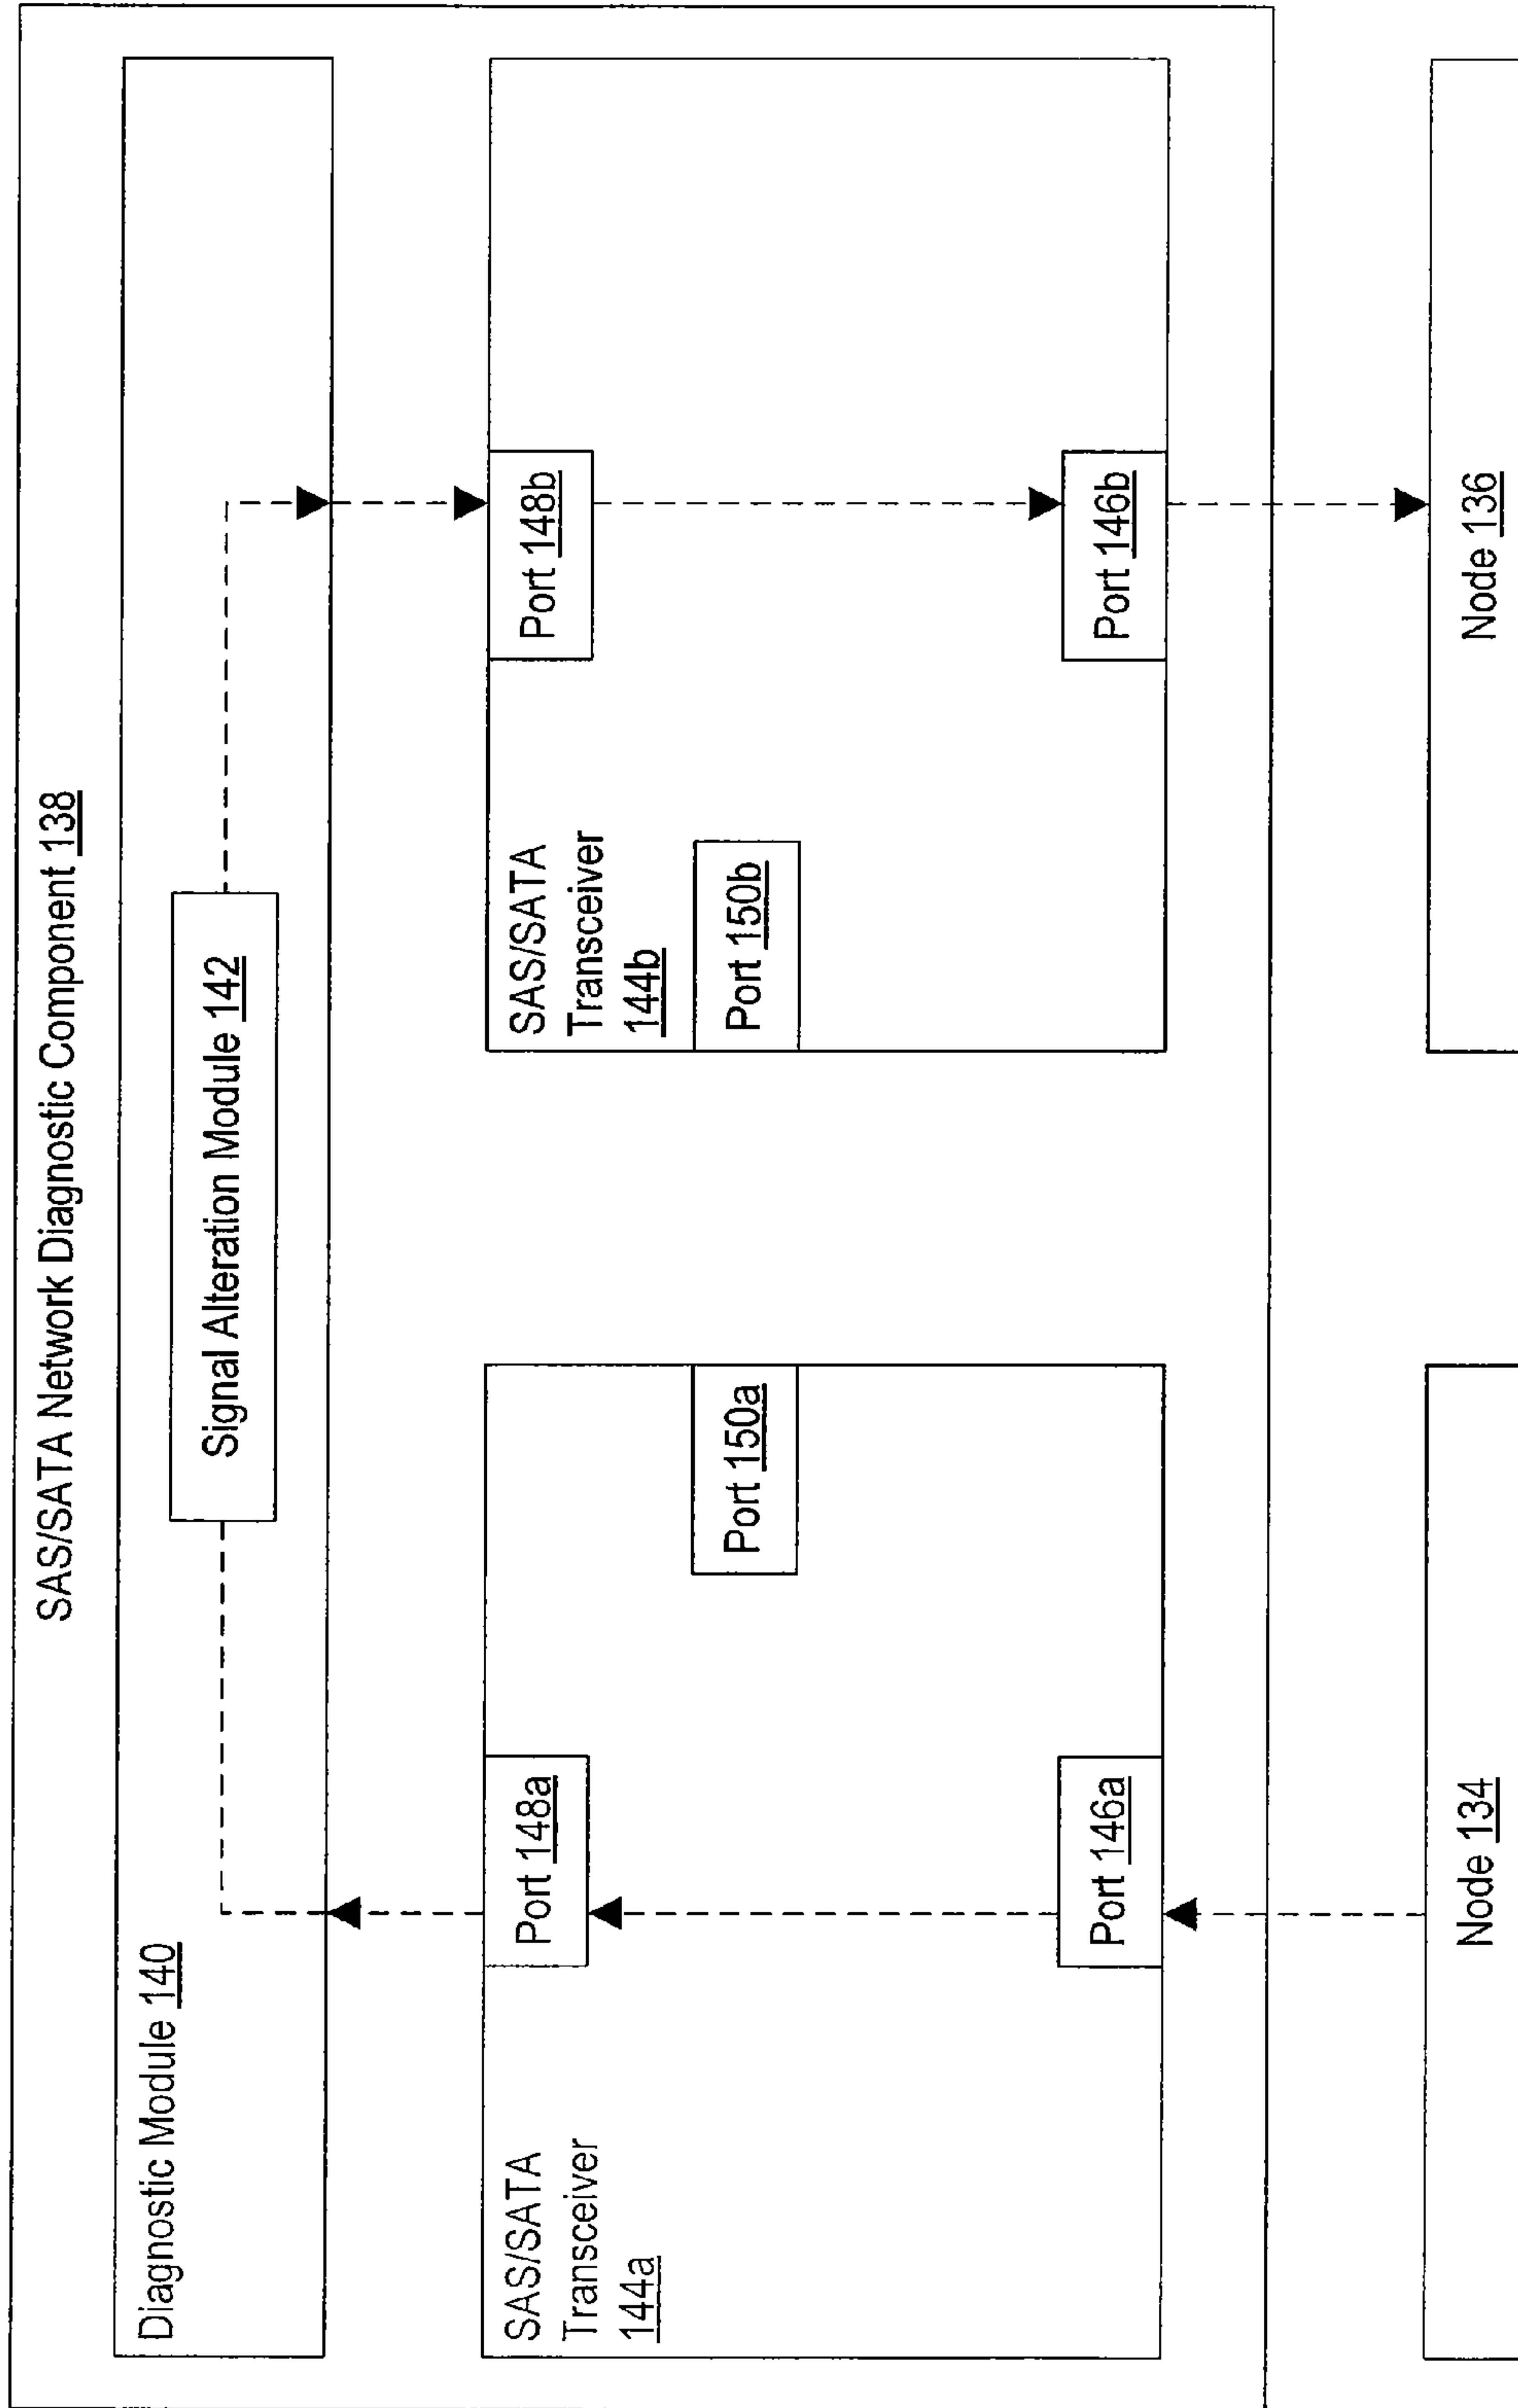 SAS/SATA Network Diagnostic Component 138
Diagnostic Module 140
Signal Alteration Module 142
SAS/SATA
Transceiver
144a
Port 148a
Port 150a
Port 146a
SAS/SATA
Transceiver
144b
Port 148b
Port 150b
Port 146b
Node 134
Node 136